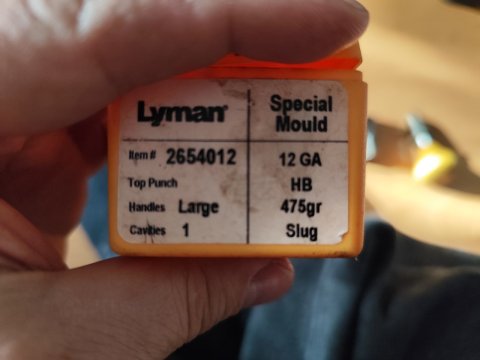 Lyman®
Special
Mould
Item # 2654012
Top Punch
Handles Large
Cavities 1
12 GA
HB
475gr
Slug